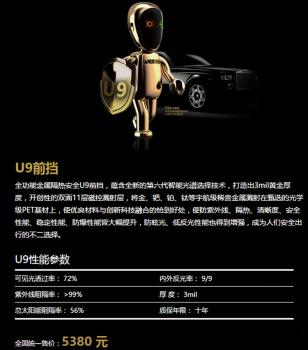 U9
U9前挡
全功能金属隔热安全U9前挡，蕴含全新的第六代智能光谱选择技术，打造出3mil黄金厚
度，开创性的双面11层磁控溅射层，将金、钯、铂、钛等宇航级稀贵金属溅射在甄选的光学
级PET基材上，使优良材料与创新科技融合的恰到好处，使防紫外线、隔热、清晰度、安全
性能、稳定性能、防爆性能皆大幅提升，防眩光、低反光性能也得到增强，成为人们安全出
行的不二选择。
U9性能参数
可见光透过率：72%
内外反光率：9/9
紫外线阻隔率：>99%
厚 度：3mil
总太阳能阻隔率：56%
质保年限：十年
全国统一售价：5380 元